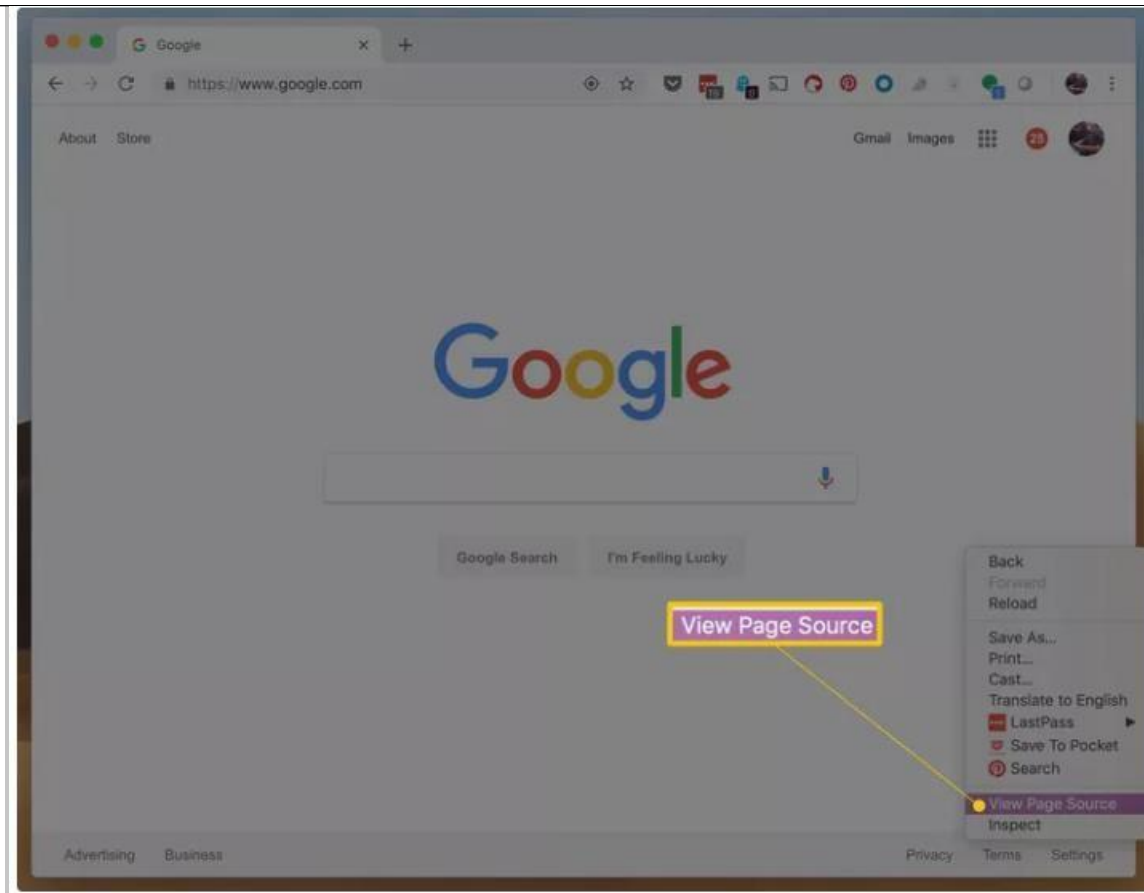 Google
https://www.google.com
About Store Gmail Images 25
Google
Google Search I'm Feeling Lucky
View Page Source
Back
Forward
Reload
Save As...
Print...
Cast...
Translate to English
LastPass
Save To Pocket
Search
View Page Source
Inspect
Advertising Business Privacy Terms Settings